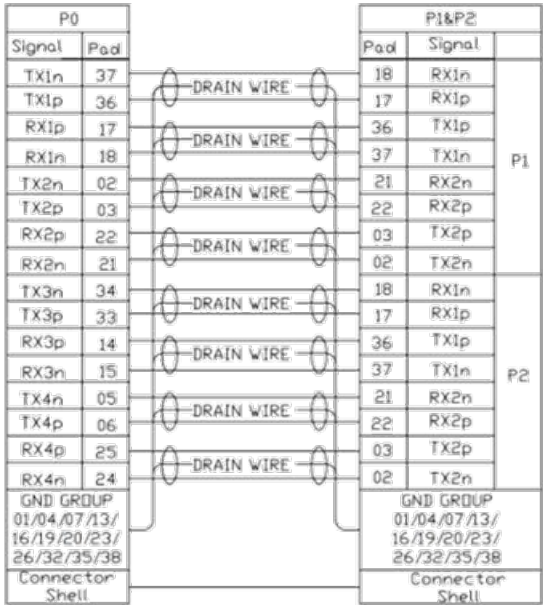 P0 P1&P2
Signal Pad Pad Signal
TX1n 37 DRAIN WIRE 18 RX1n
TX1p 36 17 RX1p
RX1p 17 DRAIN WIRE 36 TX1p
RX1n 18 37 TX1n
P1
TX2n 02 DRAIN WIRE 21 RX2n
TX2p 03 22 RX2p
RX2p 22 DRAIN WIRE 03 TX2p
RX2n 21 02 TX2n
TX3n 34 DRAIN WIRE 18 RX1n
TX3p 33 17 RX1p
RX3p 14 DRAIN WIRE 36 TX1p
RX3n 15 37 TX1n
P2
TX4n 05 DRAIN WIRE 21 RX2n
TX4p 06 22 RX2p
RX4p 25 DRAIN WIRE 03 TX2p
RX4n 24 02 TX2n
GND GROUP GND GROUP
01/04/07/13/ 01/04/07/13/
16/19/20/23/ 16/19/20/23/
26/32/35/38 26/32/35/38
Connector Connector
Shell Shell